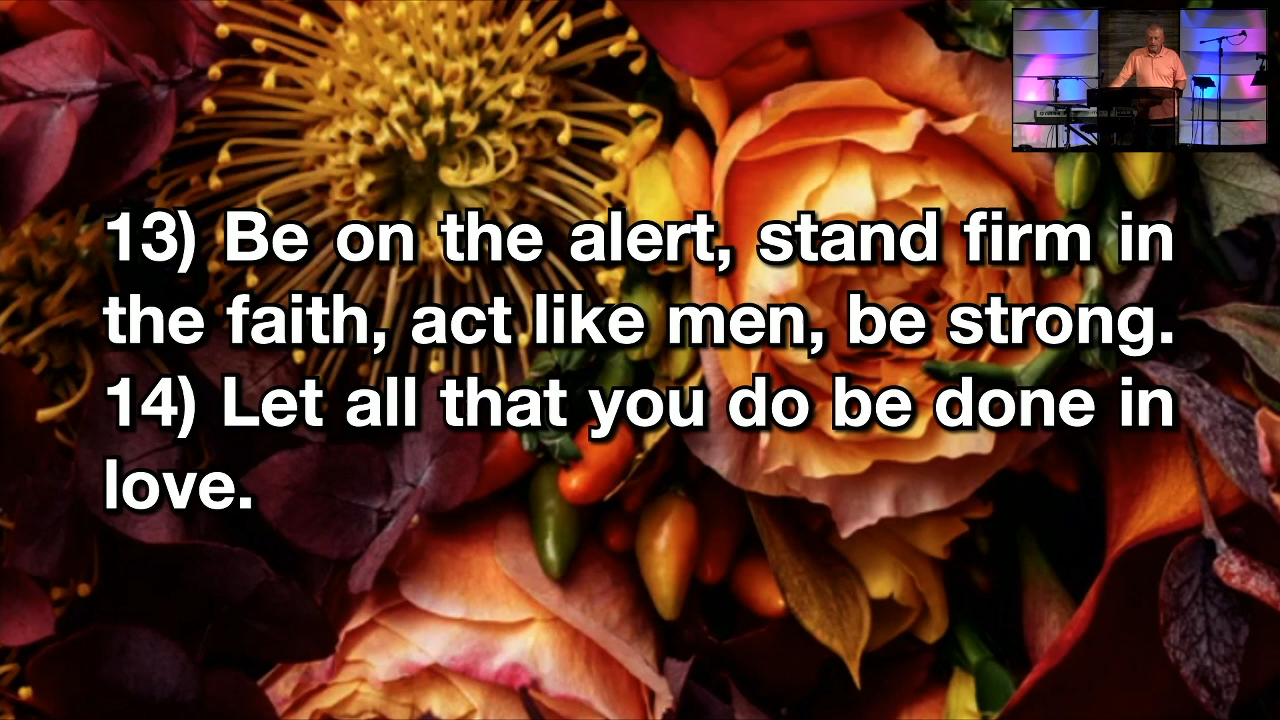 13) Be on the alert, stand firm in
the faith, act like men, be strong.
14) Let all that you do be done in
love.